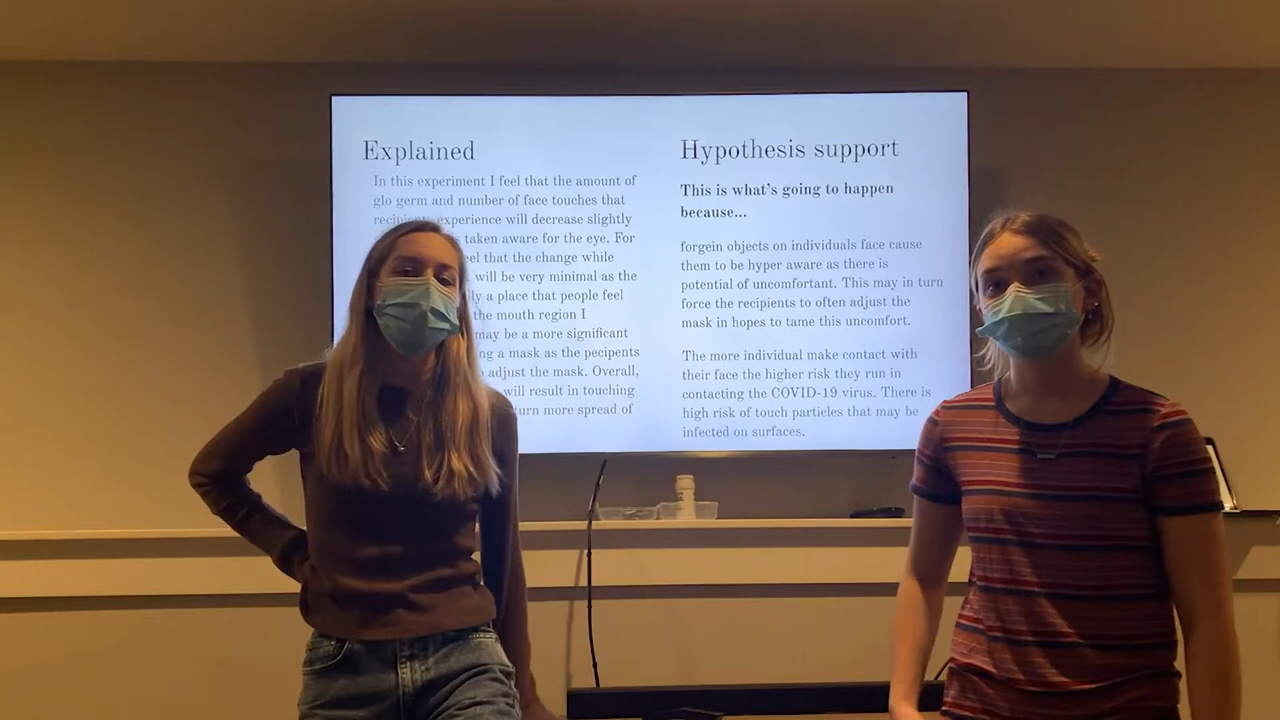 Explained
In this experiment I feel that the amount of
glo germ and number of face touches that
recipients experience will decrease slightly
taken aware for the eye. For
feel that the change while
will be very minimal as the
a place that people feel
the mouth region I
may be a more significant
a mask as the pecipents
adjust the mask. Overall,
will result in touching
turn more spread of
Hypothesis support
This is what's going to happen
because...
forgein objects on individuals face cause
them to be hyper aware as there is
potential of uncomfortant. This may in turn
force the recipients to often adjust the
mask in hopes to tame this uncomfort.
The more individual make contact with
their face the higher risk they run in
contacting the COVID-19 virus. There is
high risk of touch particles that may be
infected on surfaces.